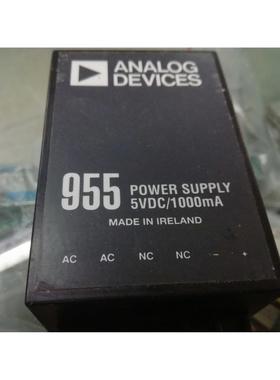 ANALOG
DEVICES
955 POWER SUPPLY
5VDC/1000mA
MADE IN IRELAND
AC AC NC NC − +